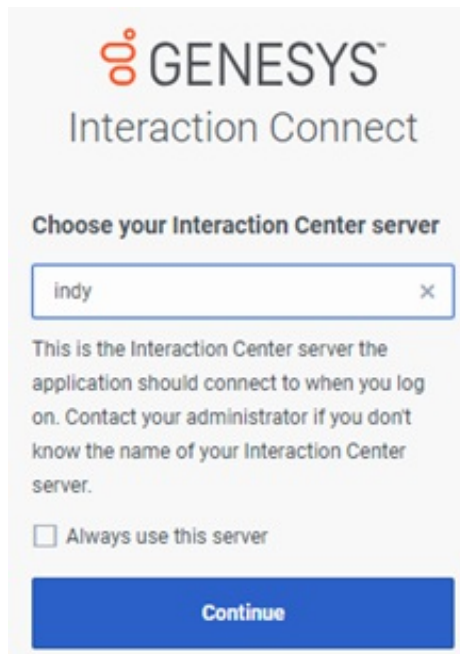 GENESYS™
Interaction Connect
Choose your Interaction Center server
indy ×
This is the Interaction Center server the
application should connect to when you log
on. Contact your administrator if you don't
know the name of your Interaction Center
server.
Always use this server
Continue